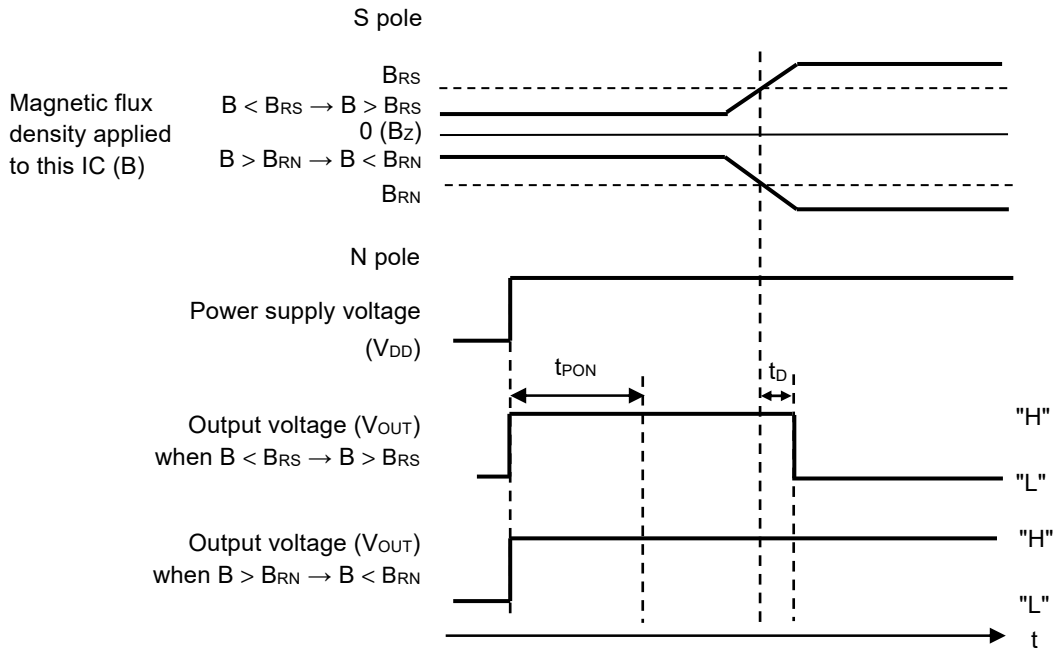 S pole
BRS
Magnetic flux
density applied
to this IC (B)
B < BRS → B > BRS
0 (BZ)
B > BRN → B < BRN
BRN
N pole
Power supply voltage
(VDD)
tPON
tD
Output voltage (VOUT)
when B < BRS → B > BRS
"H"
"L"
Output voltage (VOUT)
when B > BRN → B < BRN
"H"
"L"
t